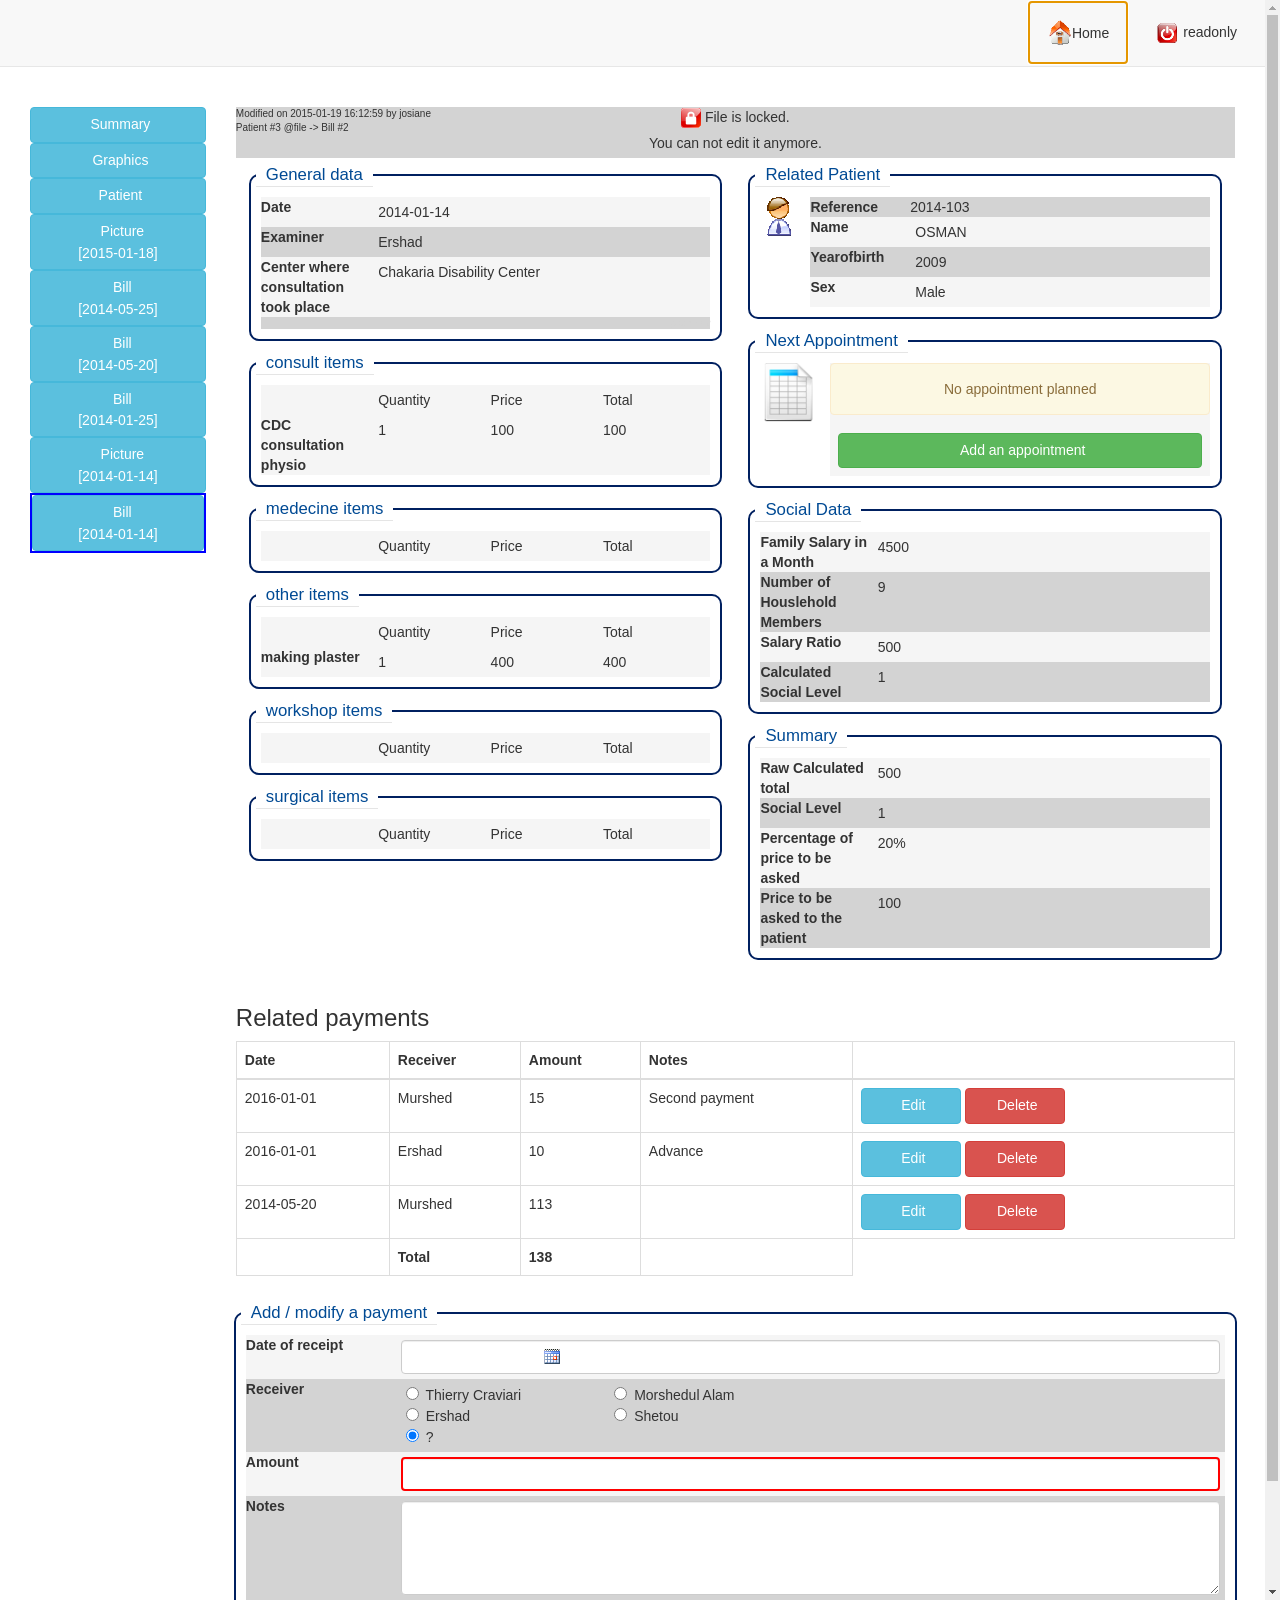 Home
readonly
Summary
Graphics
Patient
Picture
[2015-01-18]
Bill
[2014-05-25]
Bill
[2014-05-20]
Bill
[2014-01-25]
Picture
[2014-01-14]
Bill
[2014-01-14]
Modified on 2015-01-19 16:12:59 by josiane
Patient #3 @file -> Bill #2
File is locked.
You can not edit it anymore.
General data
Date 2014-01-14
Examiner Ershad
Center where Chakaria Disability Center
consultation
took place
consult items
Quantity Price Total
CDC 1 100 100
consultation
physio
medecine items
Quantity Price Total
other items
Quantity Price Total
making plaster 1 400 400
workshop items
Quantity Price Total
surgical items
Quantity Price Total
Related Patient
Reference 2014-103
Name OSMAN
Yearofbirth 2009
Sex Male
Next Appointment
No appointment planned
Add an appointment
Social Data
Family Salary in 4500
a Month
Number of 9
Houslehold
Members
Salary Ratio 500
Calculated 1
Social Level
Summary
Raw Calculated 500
total
Social Level 1
Percentage of 20%
price to be
asked
Price to be 100
asked to the
patient
Related payments
Date Receiver Amount Notes
2016-01-01 Murshed 15 Second payment Edit Delete
2016-01-01 Ershad 10 Advance Edit Delete
2014-05-20 Murshed 113 Edit Delete
Total 138
Add / modify a payment
Date of receipt
Receiver Thierry Craviari Morshedul Alam
Ershad Shetou
?
Amount
Notes